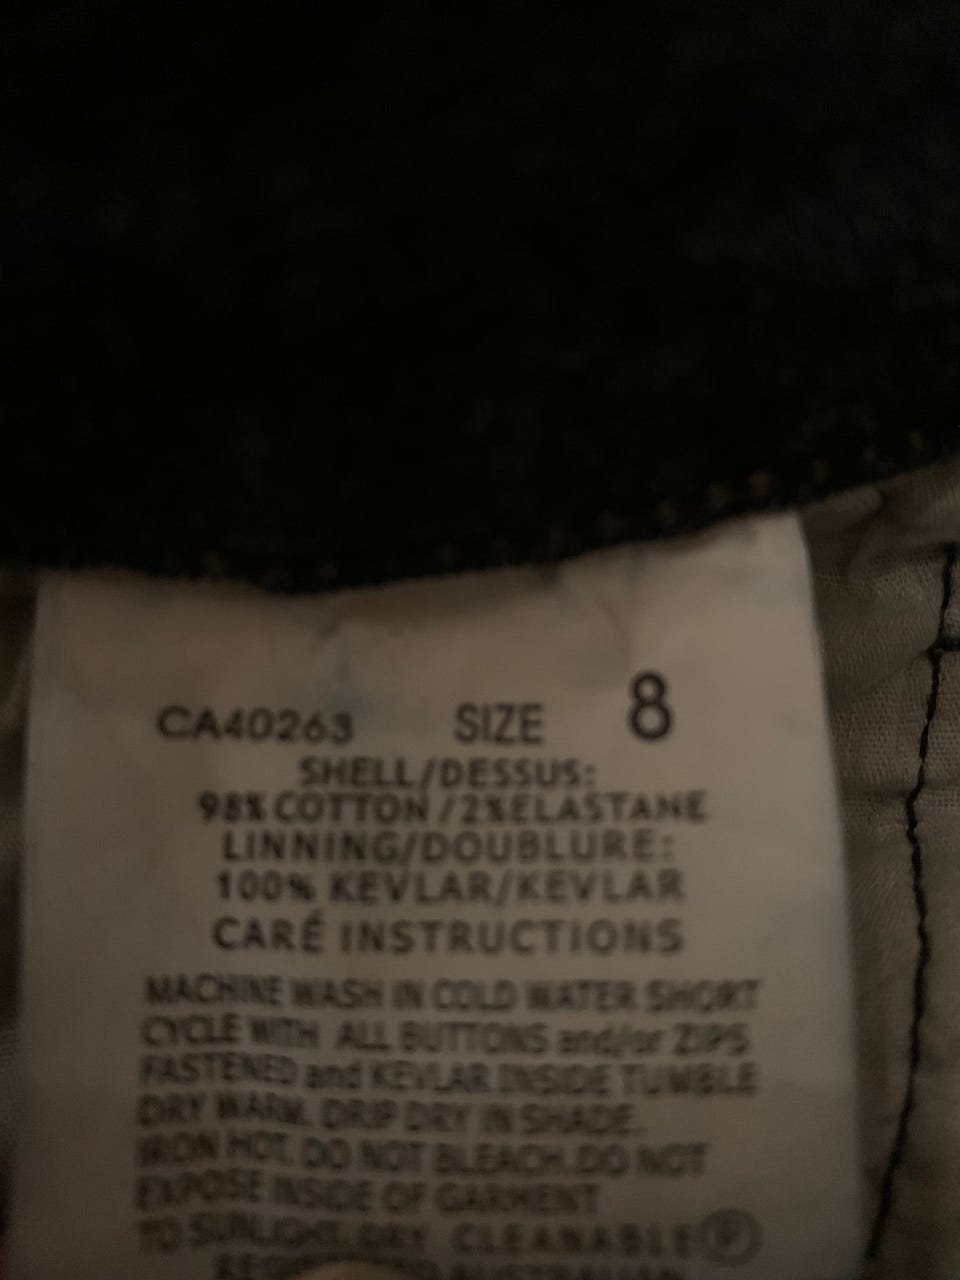 CA40263 SIZE 8
SHELL/DESSUS:
98% COTTON /2%ELASTANE
LINNING/DOUBLURE:
100% KEVLAR/KEVLAR
CARÉ INSTRUCTIONS
MACHINE WASH IN COLD WATER SHORT
CYCLE WITH ALL BUTTONS and/or ZIPS
FASTENED and KEVLAR INSIDE TUMBLE
DRY WARM. DRIP DRY IN SHADE.
IRON HOT. DO NOT BLEACH.DO NOT
EXPOSE INSIDE OF GARMENT
TO SUNLIGHT. DRY CLEANABLE P
AUSTRALIAN